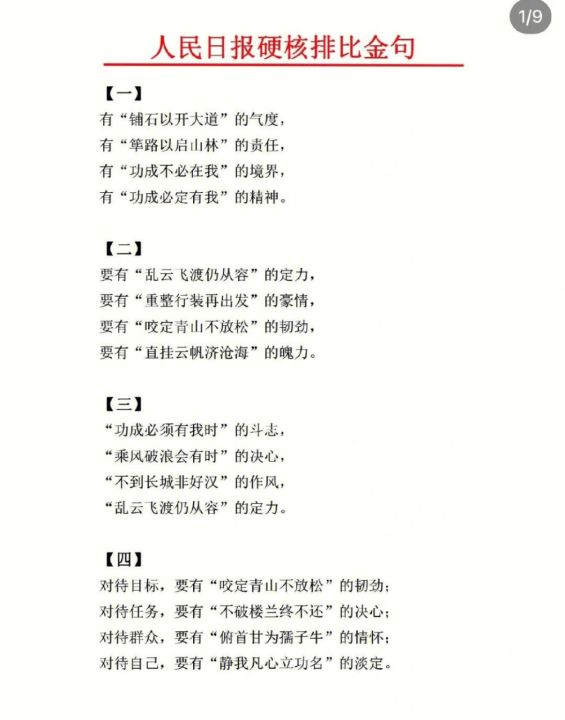 1/9
人民日报硬核排比金句
【一】
有“铺石以开大道”的气度，
有“筚路以启山林”的责任，
有“功成不必在我”的境界，
有“功成必定有我”的精神。
【二】
要有“乱云飞渡仍从容”的定力，
要有“重整行装再出发”的豪情，
要有“咬定青山不放松”的韧劲，
要有“直挂云帆济沧海”的魄力。
【三】
“功成必须有我时”的斗志，
“乘风破浪会有时”的决心，
“不到长城非好汉”的作风，
“乱云飞渡仍从容”的定力。
【四】
对待目标，要有“咬定青山不放松”的韧劲；
对待任务，要有“不破楼兰终不还”的决心；
对待群众，要有“俯首甘为孺子牛”的情怀；
对待自己，要有“静我凡心立功名”的淡定。